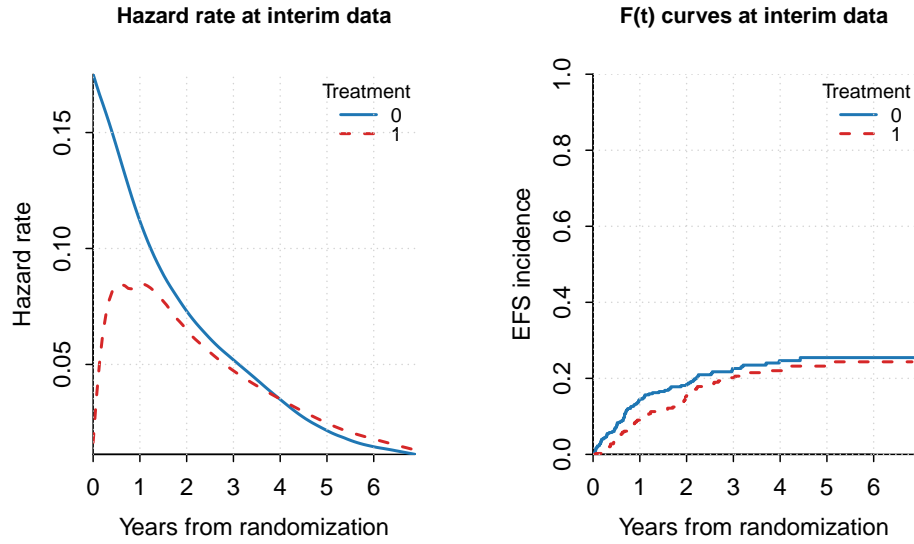 Hazard rate at interim data
Hazard rate
0.05 0.10 0.15
Treatment
0
1
0 1 2 3 4 5 6
Years from randomization
F(t) curves at interim data
EFS incidence
0.0 0.2 0.4 0.6 0.8 1.0
Treatment
0
1
0 1 2 3 4 5 6
Years from randomization